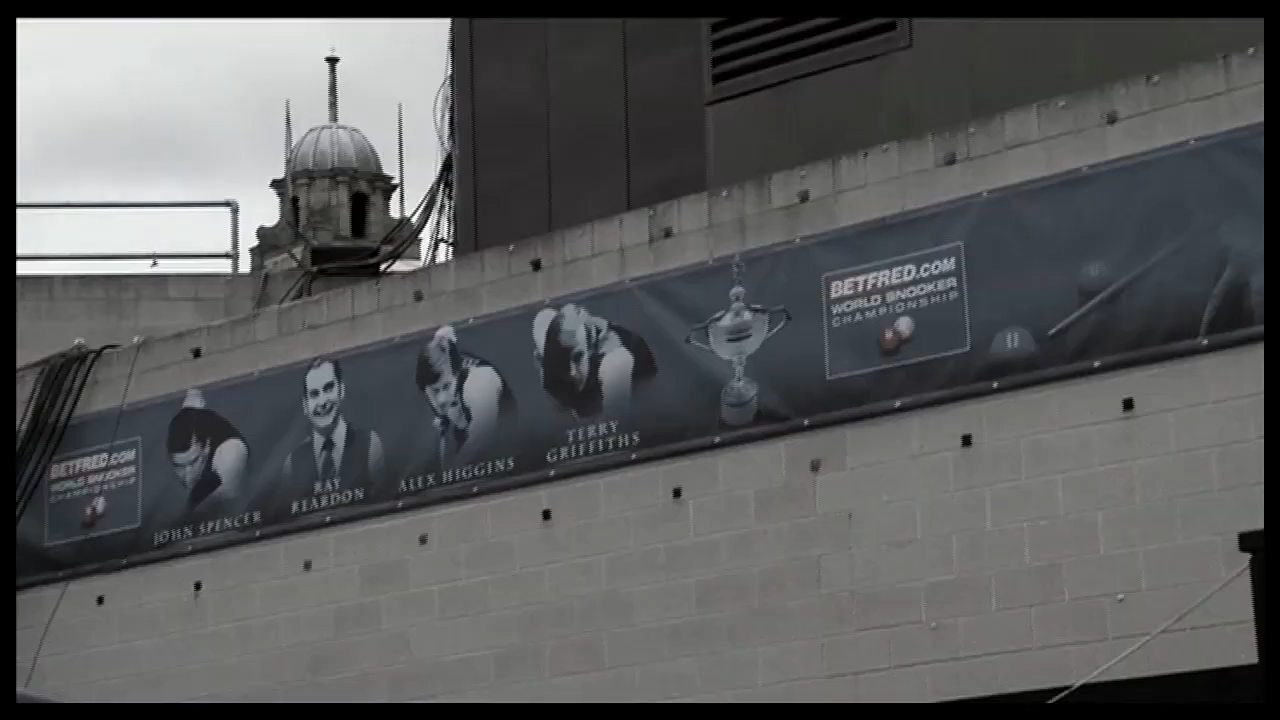 BETFRED.COM
WORLD SNOOKER
CHAMPIONSHIP
JOHN SPENCER
RAY
REARDON
ALEX HIGGINS
TERRY
GRIFFITHS
BETFRED.COM
WORLD SNOOKER
CHAMPIONSHIP